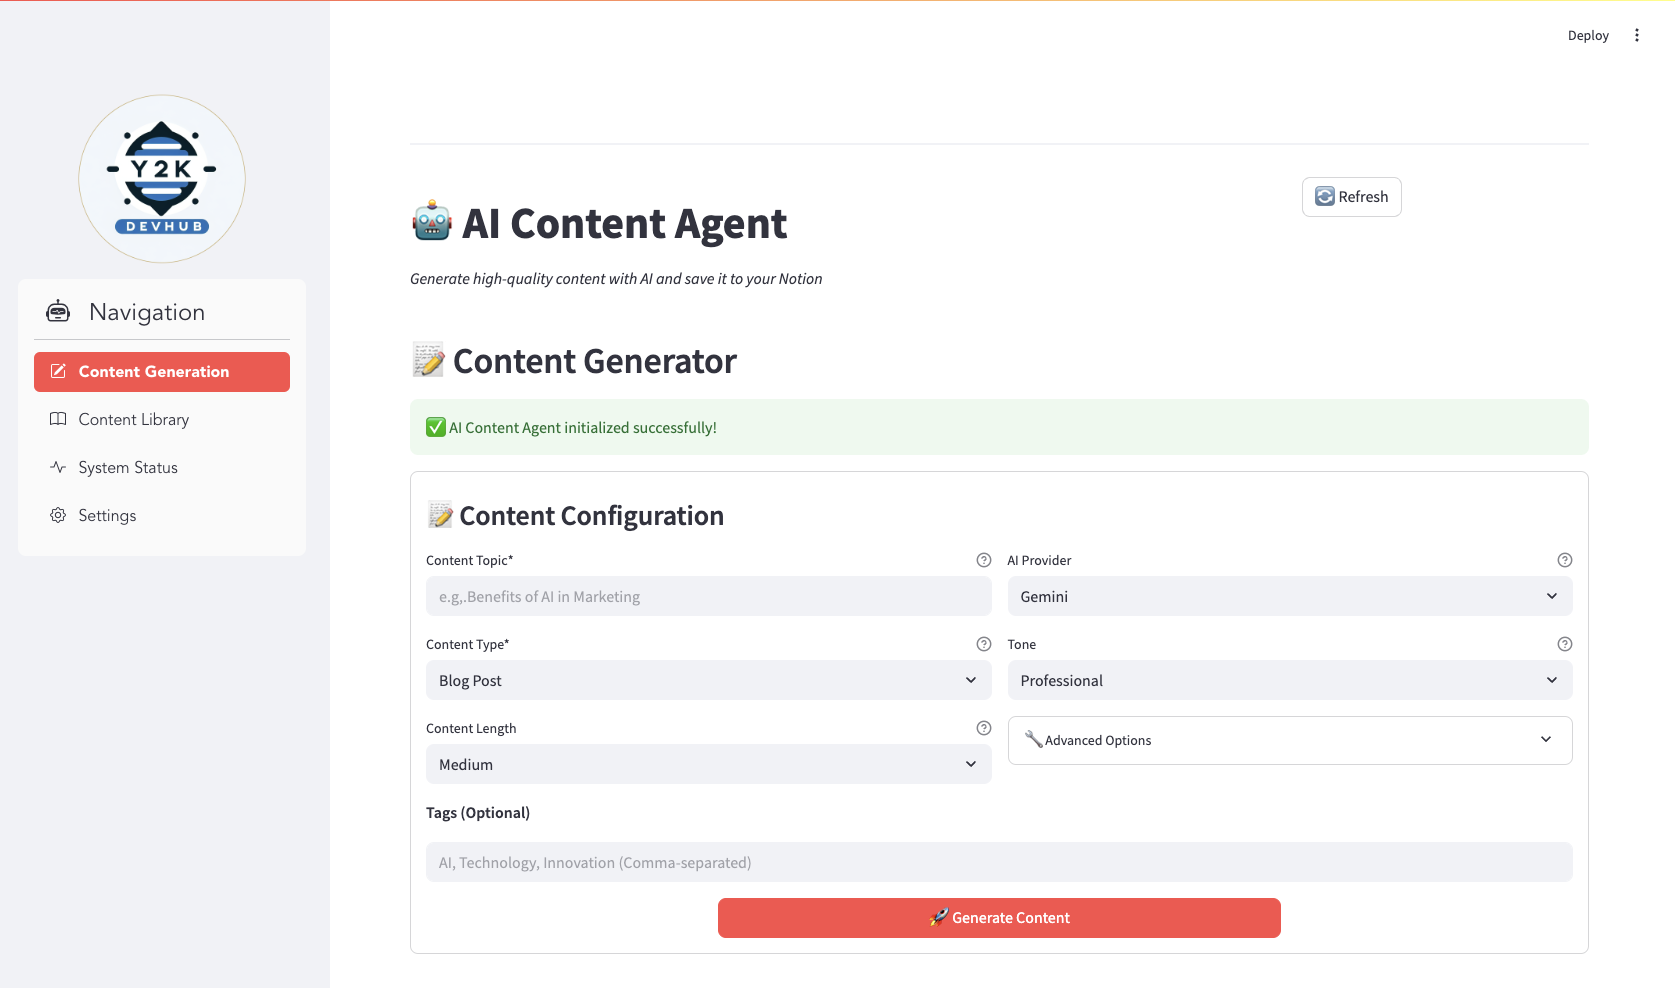 Deploy
Y2K
DEVHUB
Navigation
Content Generation
Content Library
System Status
Settings
Refresh
AI Content Agent
Generate high-quality content with AI and save it to your Notion
Content Generator
AI Content Agent initialized successfully!
Content Configuration
Content Topic*
e.g,.Benefits of AI in Marketing
AI Provider
Gemini
Content Type*
Blog Post
Tone
Professional
Content Length
Medium
Advanced Options
Tags (Optional)
AI, Technology, Innovation (Comma-separated)
Generate Content